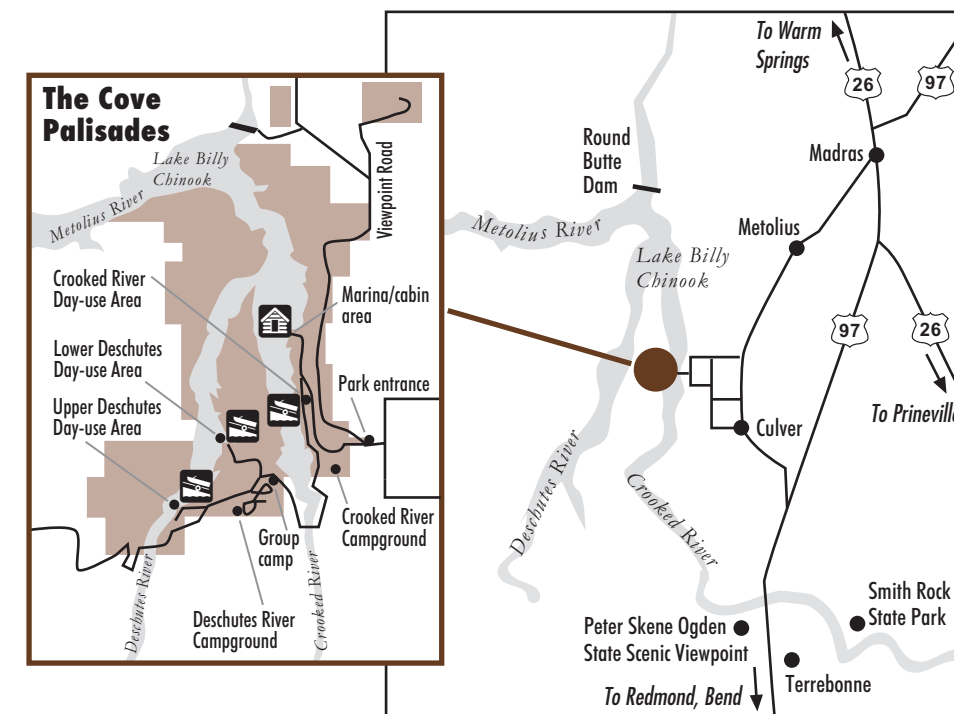 The Cove
Palisades
Lake Billy
Chinook
Metolius River
Viewpoint Road
Crooked River
Day-use Area
Marina/cabin
area
Lower Deschutes
Day-use Area
Park entrance
Upper Deschutes
Day-use Area
Crooked River
Campground
Group
camp
Deschutes River
Crooked River
Deschutes River
Campground
To Warm
Springs
26
97
Round
Butte
Dam
Madras
Metolius River
Metolius
Lake Billy
Chinook
97
26
To Prineville
Culver
Deschutes River
Crooked River
Smith Rock
State Park
Peter Skene Ogden
State Scenic Viewpoint
Terrebonne
To Redmond, Bend